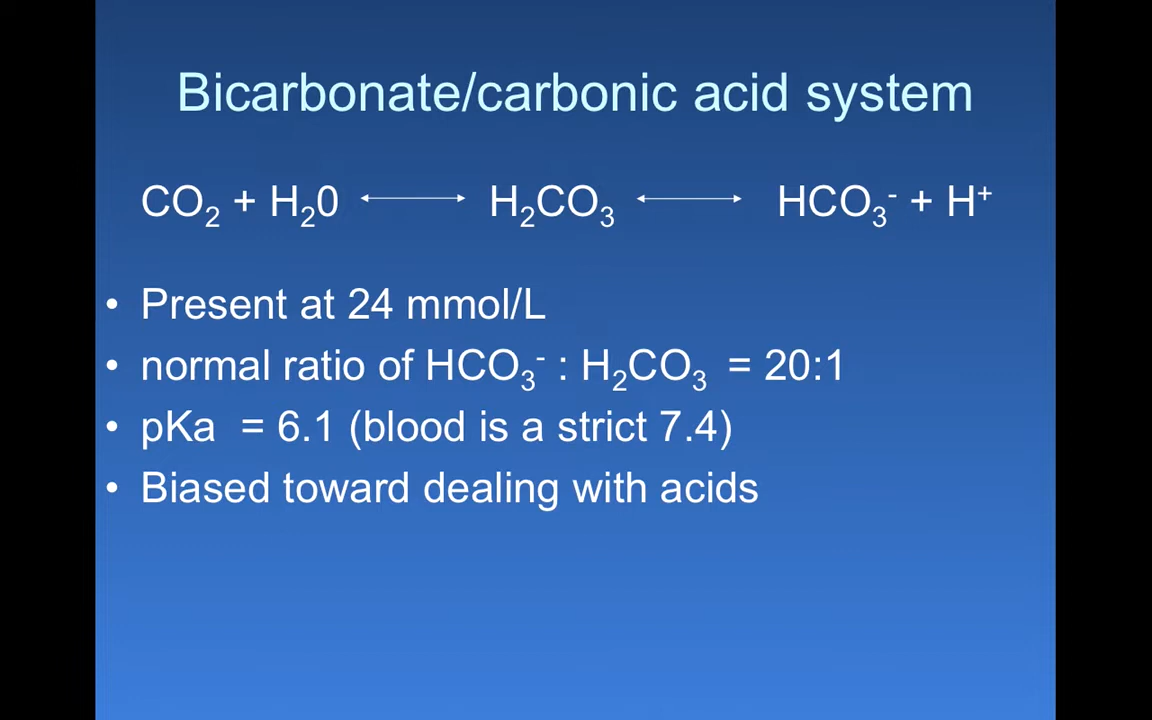 Bicarbonate/carbonic acid system
CO₂ + H₂0 ⟷ H₂CO₃ ⟷ HCO₃⁻ + H⁺
• Present at 24 mmol/L
• normal ratio of HCO₃⁻ : H₂CO₃ = 20:1
• pKa = 6.1 (blood is a strict 7.4)
• Biased toward dealing with acids